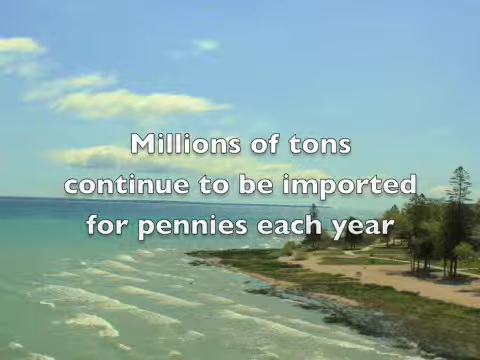 Millions of tons
continue to be imported
for pennies each year